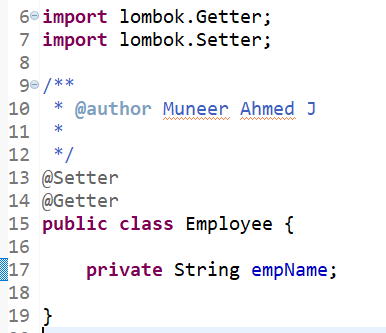 6 import lombok.Getter;
7 import lombok.Setter;
8
9 /**
10 * @author Muneer Ahmed J
11 *
12 */
13 @Setter
14 @Getter
15 public class Employee {
16
17 private String empName;
18
19 }